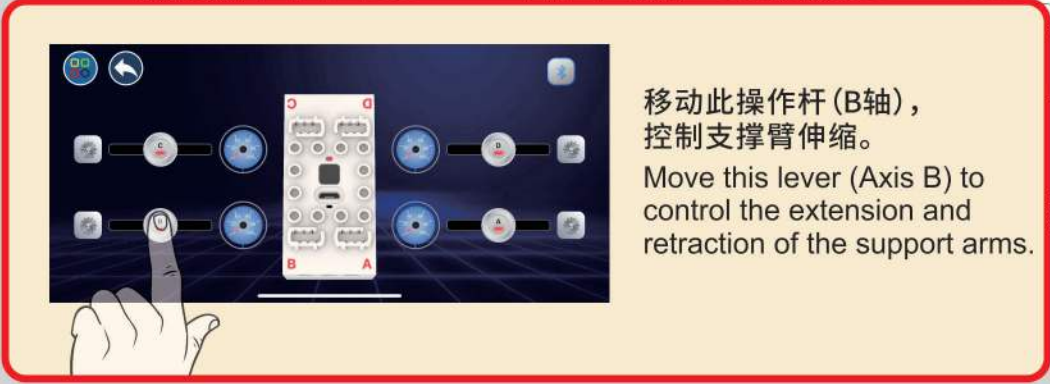 C
D
C
D
B
A
B
A
移动此操作杆（B轴），
控制支撑臂伸缩。
Move this lever (Axis B) to
control the extension and
retraction of the support arms.